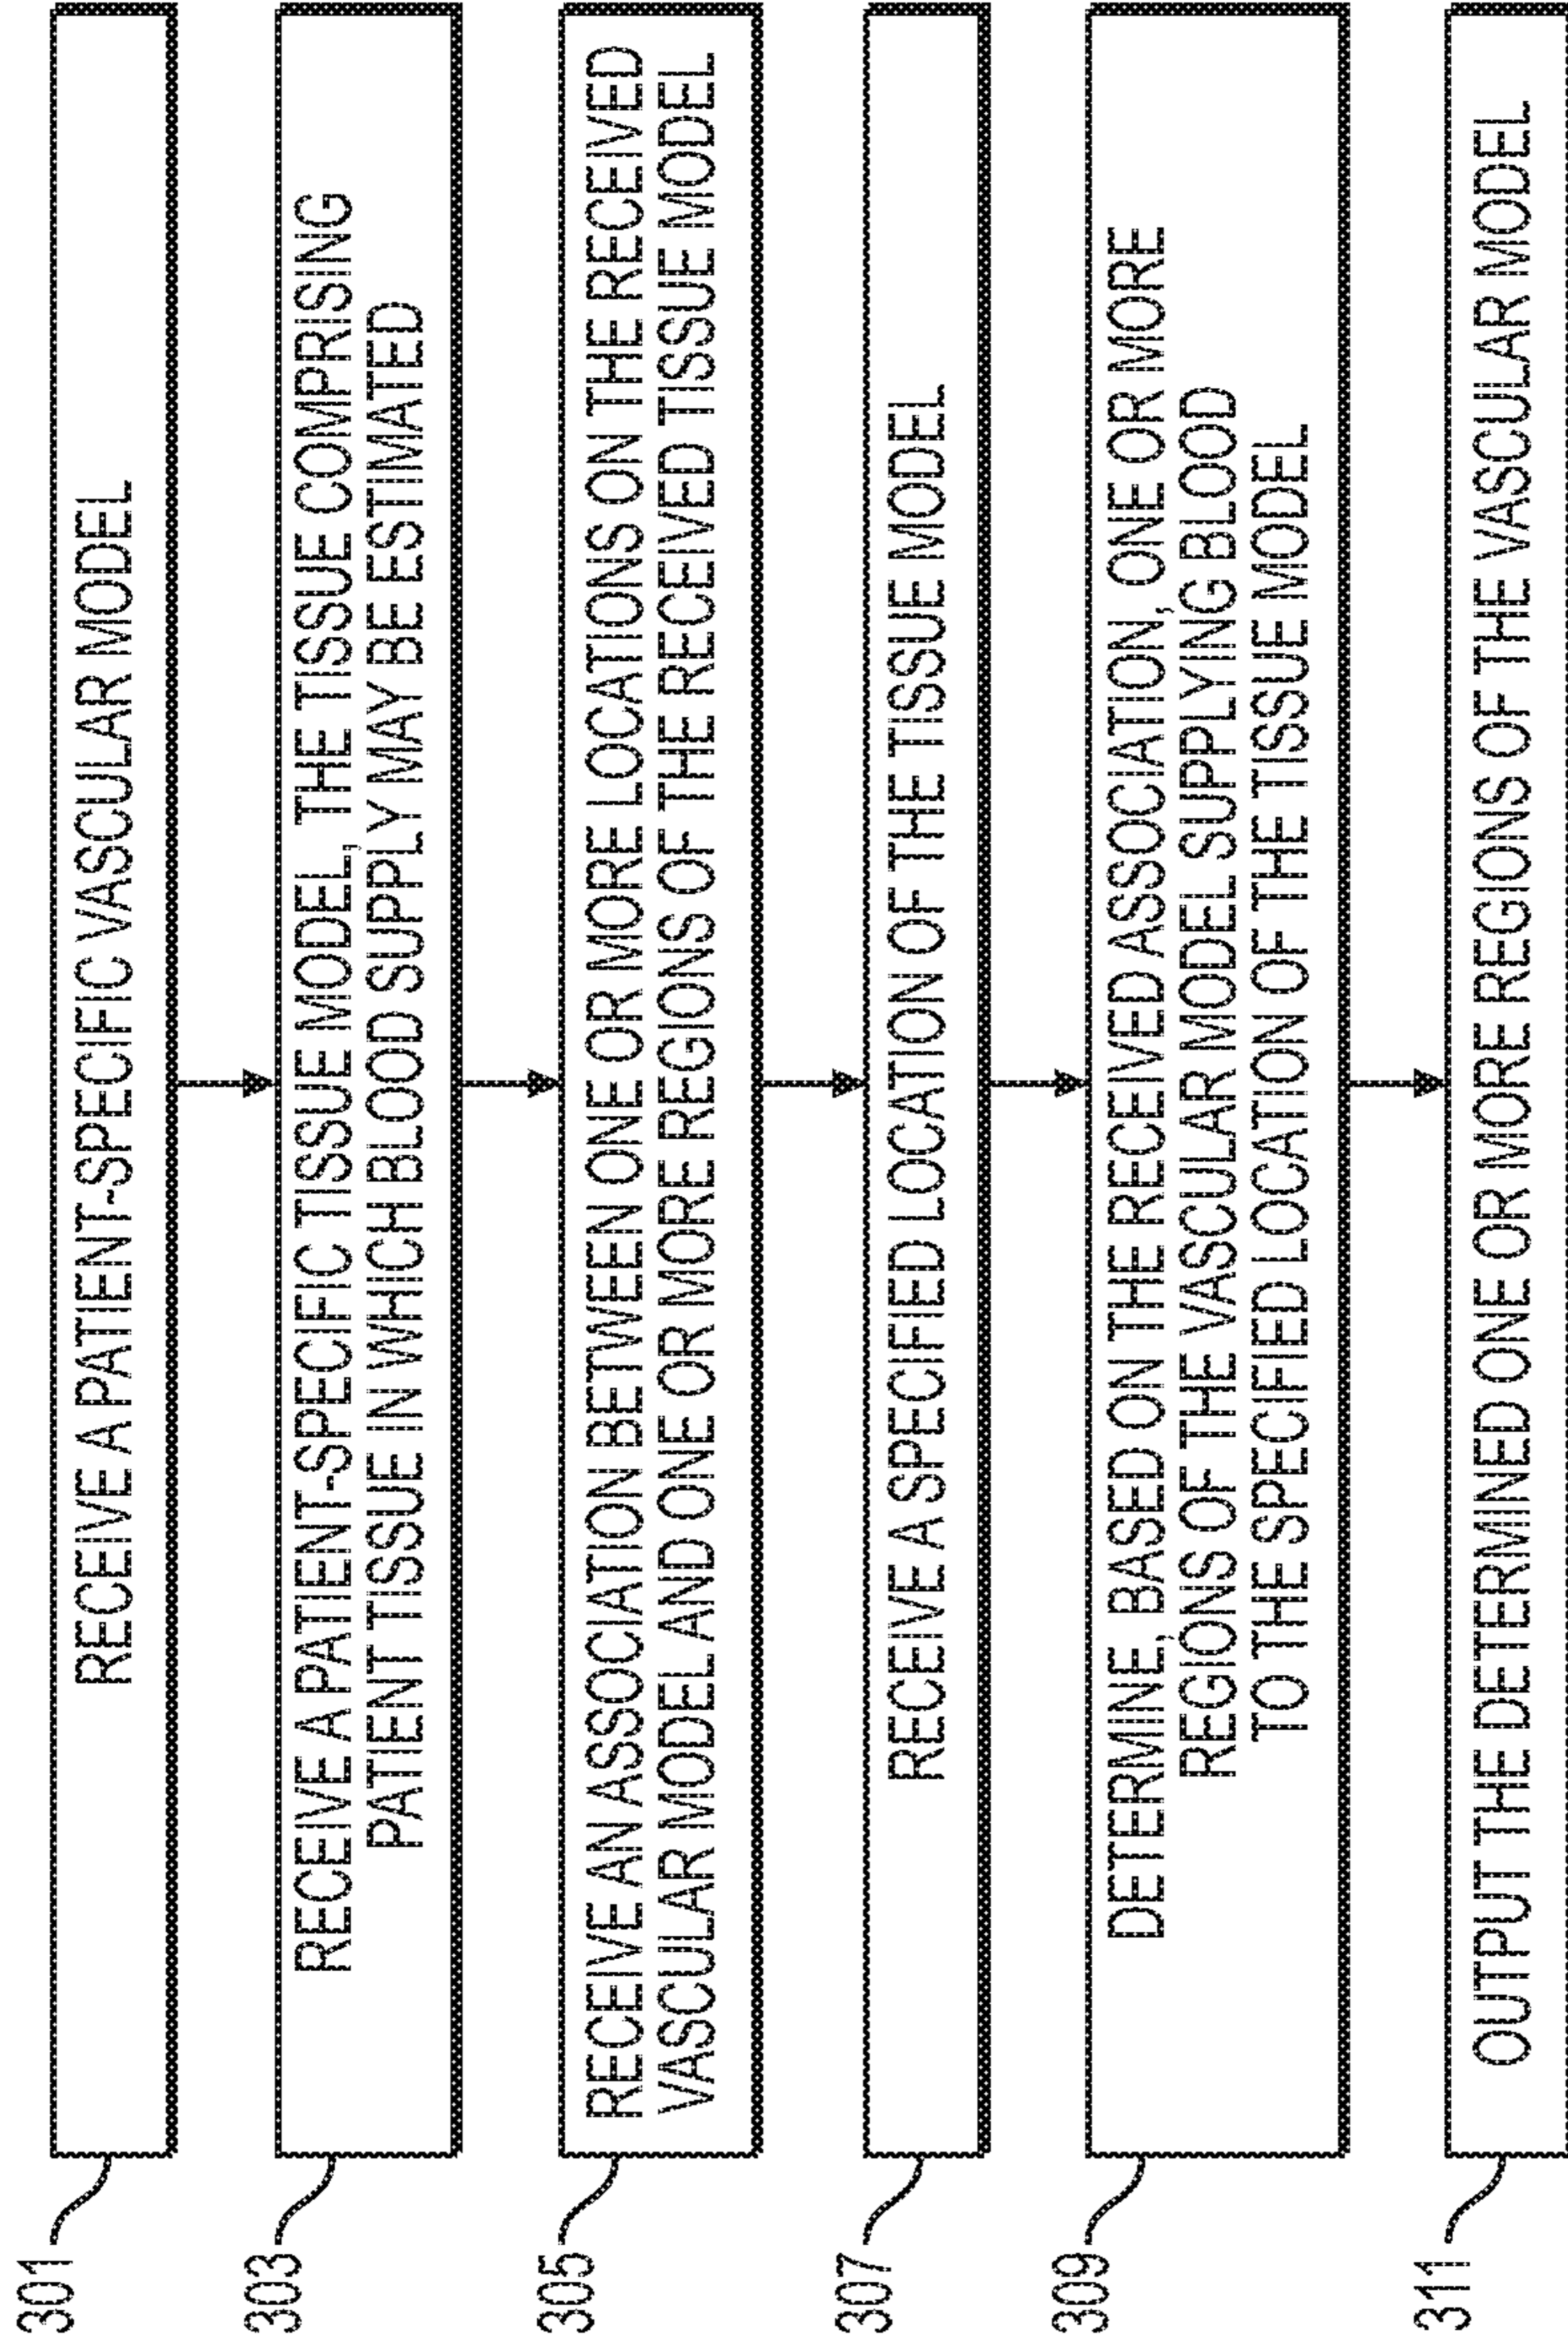 301
RECEIVE A PATIENT-SPECIFIC VASCULAR MODEL
303
RECEIVE A PATIENT-SPECIFIC TISSUE MODEL, THE TISSUE COMPRISING
PATIENT TISSUE IN WHICH BLOOD SUPPLY MAY BE ESTIMATED
305
RECEIVE AN ASSOCIATION BETWEEN ONE OR MORE LOCATIONS ON THE RECEIVED
VASCULAR MODEL AND ONE OR MORE REGIONS OF THE RECEIVED TISSUE MODEL
307
RECEIVE A SPECIFIED LOCATION OF THE TISSUE MODEL
309
DETERMINE, BASED ON THE RECEIVED ASSOCIATION, ONE OR MORE
REGIONS OF THE VASCULAR MODEL SUPPLYING BLOOD
TO THE SPECIFIED LOCATION OF THE TISSUE MODEL
311
OUTPUT THE DETERMINED ONE OR MORE REGIONS OF THE VASCULAR MODEL